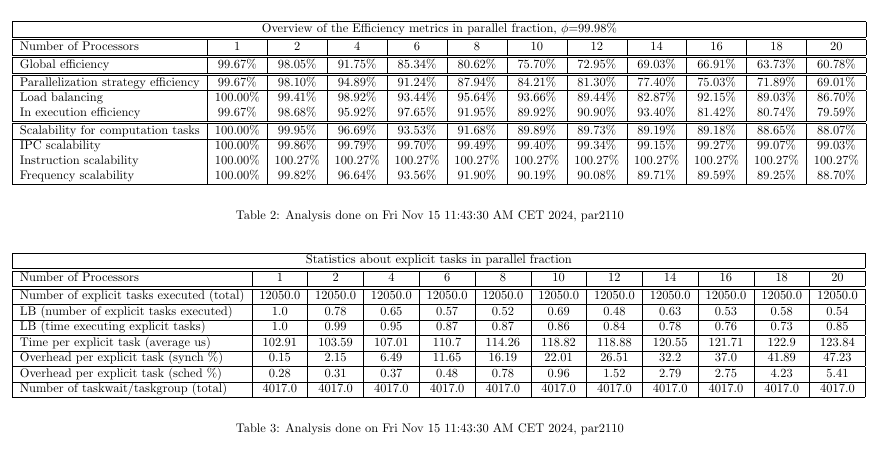 Overview of the Efficiency metrics in parallel fraction, ϕ=99.98%
Number of Processors 1 2 4 6 8 10 12 14 16 18 20
Global efficiency 99.67% 98.05% 91.75% 85.34% 80.62% 75.70% 72.95% 69.03% 66.91% 63.73% 60.78%
Parallelization strategy efficiency 99.67% 98.10% 94.89% 91.24% 87.94% 84.21% 81.30% 77.40% 75.03% 71.89% 69.01%
Load balancing 100.00% 99.41% 98.92% 93.44% 95.64% 93.66% 89.44% 82.87% 92.15% 89.03% 86.70%
In execution efficiency 99.67% 98.68% 95.92% 97.65% 91.95% 89.92% 90.90% 93.40% 81.42% 80.74% 79.59%
Scalability for computation tasks 100.00% 99.95% 96.69% 93.53% 91.68% 89.89% 89.73% 89.19% 89.18% 88.65% 88.07%
IPC scalability 100.00% 99.86% 99.79% 99.70% 99.49% 99.40% 99.34% 99.15% 99.27% 99.07% 99.03%
Instruction scalability 100.00% 100.27% 100.27% 100.27% 100.27% 100.27% 100.27% 100.27% 100.27% 100.27% 100.27%
Frequency scalability 100.00% 99.82% 96.64% 93.56% 91.90% 90.19% 90.08% 89.71% 89.59% 89.25% 88.70%
Table 2: Analysis done on Fri Nov 15 11:43:30 AM CET 2024, par2110
Statistics about explicit tasks in parallel fraction
Number of Processors 1 2 4 6 8 10 12 14 16 18 20
Number of explicit tasks executed (total) 12050.0 12050.0 12050.0 12050.0 12050.0 12050.0 12050.0 12050.0 12050.0 12050.0 12050.0
LB (number of explicit tasks executed) 1.0 0.78 0.65 0.57 0.52 0.69 0.48 0.63 0.53 0.58 0.54
LB (time executing explicit tasks) 1.0 0.99 0.95 0.87 0.87 0.86 0.84 0.78 0.76 0.73 0.85
Time per explicit task (average us) 102.91 103.59 107.01 110.7 114.26 118.82 118.88 120.55 121.71 122.9 123.84
Overhead per explicit task (synch %) 0.15 2.15 6.49 11.65 16.19 22.01 26.51 32.2 37.0 41.89 47.23
Overhead per explicit task (sched %) 0.28 0.31 0.37 0.48 0.78 0.96 1.52 2.79 2.75 4.23 5.41
Number of taskwait/taskgroup (total) 4017.0 4017.0 4017.0 4017.0 4017.0 4017.0 4017.0 4017.0 4017.0 4017.0 4017.0
Table 3: Analysis done on Fri Nov 15 11:43:30 AM CET 2024, par2110